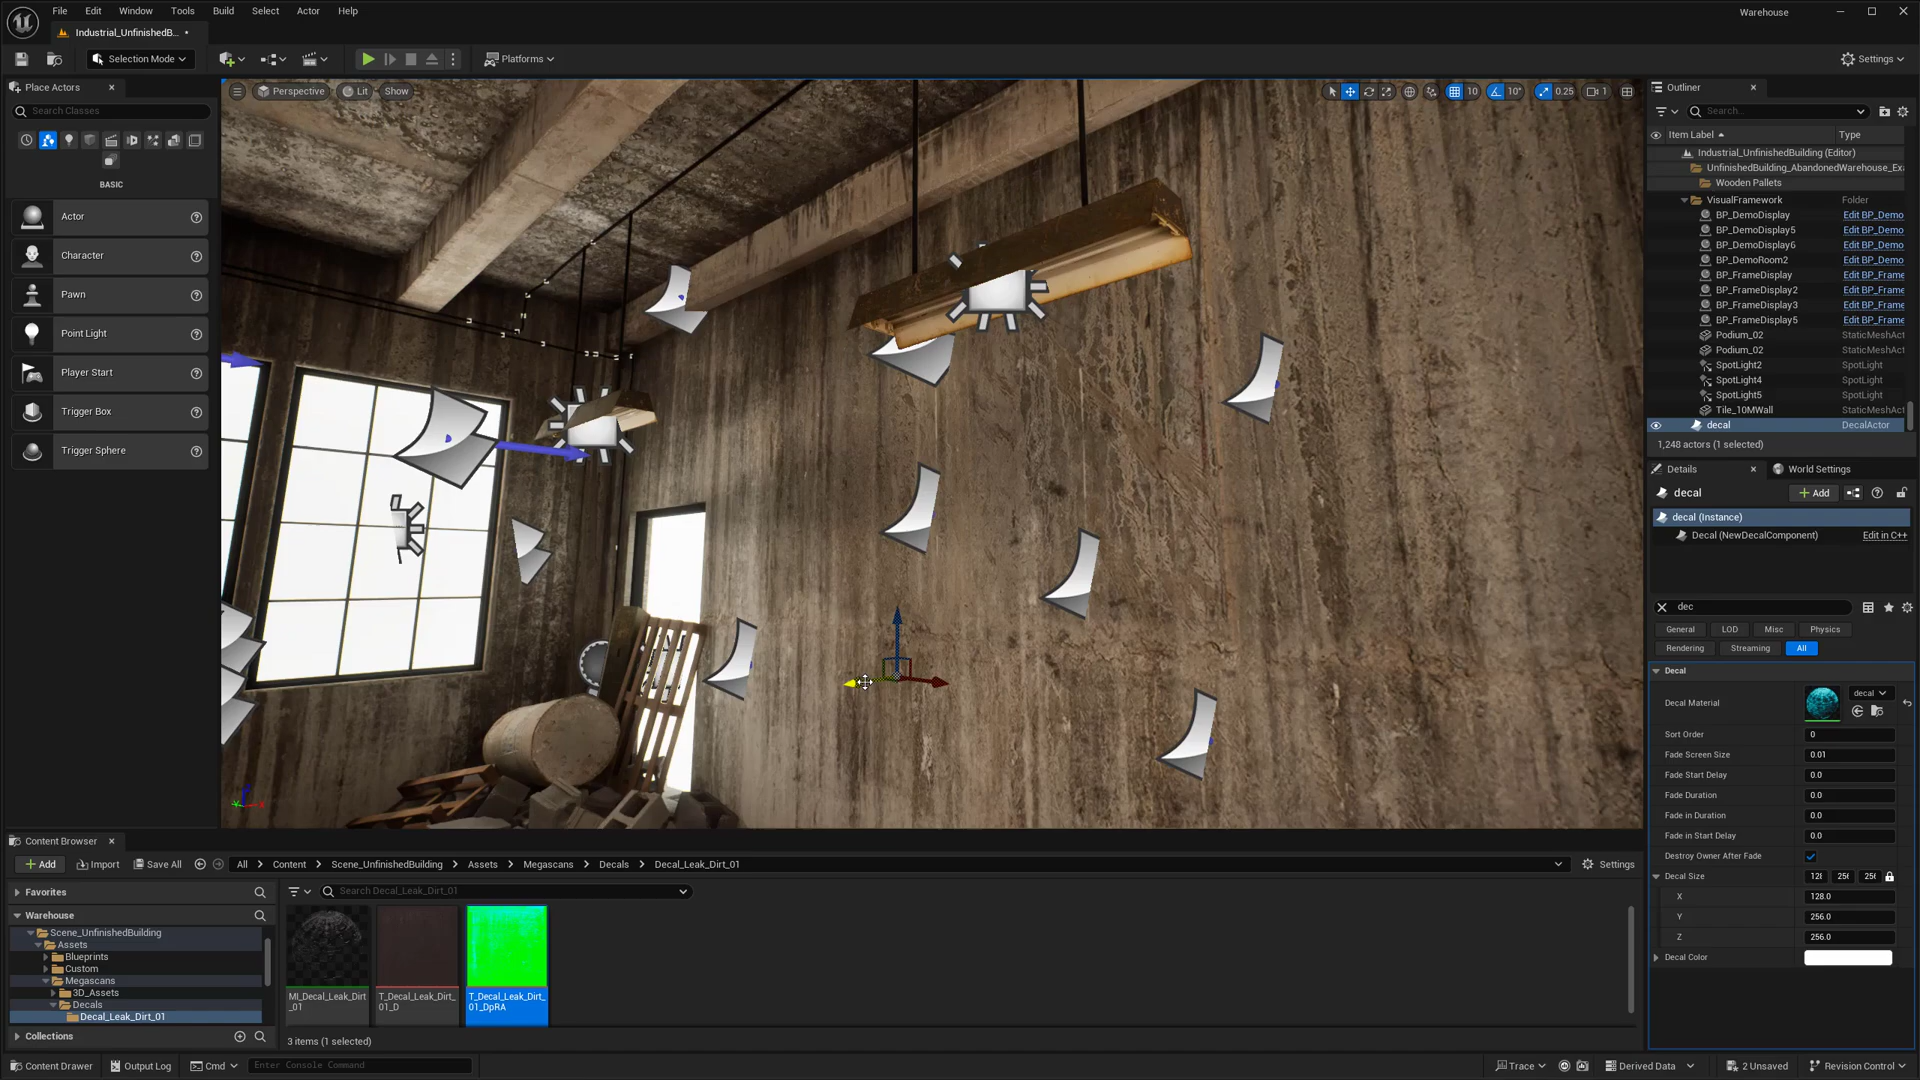 File Edit View Window Tools Build Select Actor Help
Warehouse
Industrial_UnfinishedB...
Selection Mode
Platforms
Settings
Place Actors
Search Classes
BASIC
Actor
Character
Pawn
Point Light
Player Start
Trigger Box
Trigger Sphere
Perspective Lit Show
10 10° 0.25 1
Outliner
Search...
Item Label Type
Industrial_UnfinishedBuilding (Editor)
UnfinishedBuilding_AbandonedWarehouse_Ex
Wooden Pallets
VisualFramework Folder
BP_DemoDisplay Edit BP_Demo
BP_DemoDisplay5 Edit BP_Demo
BP_DemoDisplay6 Edit BP_Demo
BP_DemoRoom2 Edit BP_Demo
BP_FrameDisplay Edit BP_Frame
BP_FrameDisplay2 Edit BP_Frame
BP_FrameDisplay3 Edit BP_Frame
BP_FrameDisplay5 Edit BP_Frame
Podium_02 StaticMeshAct
Podium_02 StaticMeshAct
SpotLight2 SpotLight
SpotLight4 SpotLight
SpotLight5 SpotLight
Tile_10MWall StaticMeshAct
decal DecalActor
1,248 actors (1 selected)
Details World Settings
decal Add
decal (Instance)
Decal (NewDecalComponent) Edit in C++
dec
General LOD Misc Physics
Rendering Streaming All
Decal
Decal Material decal
Sort Order 0
Fade Screen Size 0.01
Fade Start Delay 0.0
Fade Duration 0.0
Fade in Duration 0.0
Fade in Start Delay 0.0
Destroy Owner After Fade
Decal Size
X 128.0
Y 256.0
Z 256.0
Decal Color
Content Browser
Add Import Save All All Content Scene_UnfinishedBuilding Assets Megascans Decals Decal_Leak_Dirt_01 Settings
Favorites
Search Decal_Leak_Dirt_01
Warehouse
Scene_UnfinishedBuilding
Assets
Blueprints
Custom
Megascans
3D_Assets
Decals
Decal_Leak_Dirt_01
Collections
MI_Decal_Leak_Dirt
_01
T_Decal_Leak_Dirt_
01_D
T_Decal_Leak_Dirt_
01_DpRA
3 items (1 selected)
Content Drawer Output Log Cmd Enter Console Command Trace Derived Data 2 Unsaved Revision Control